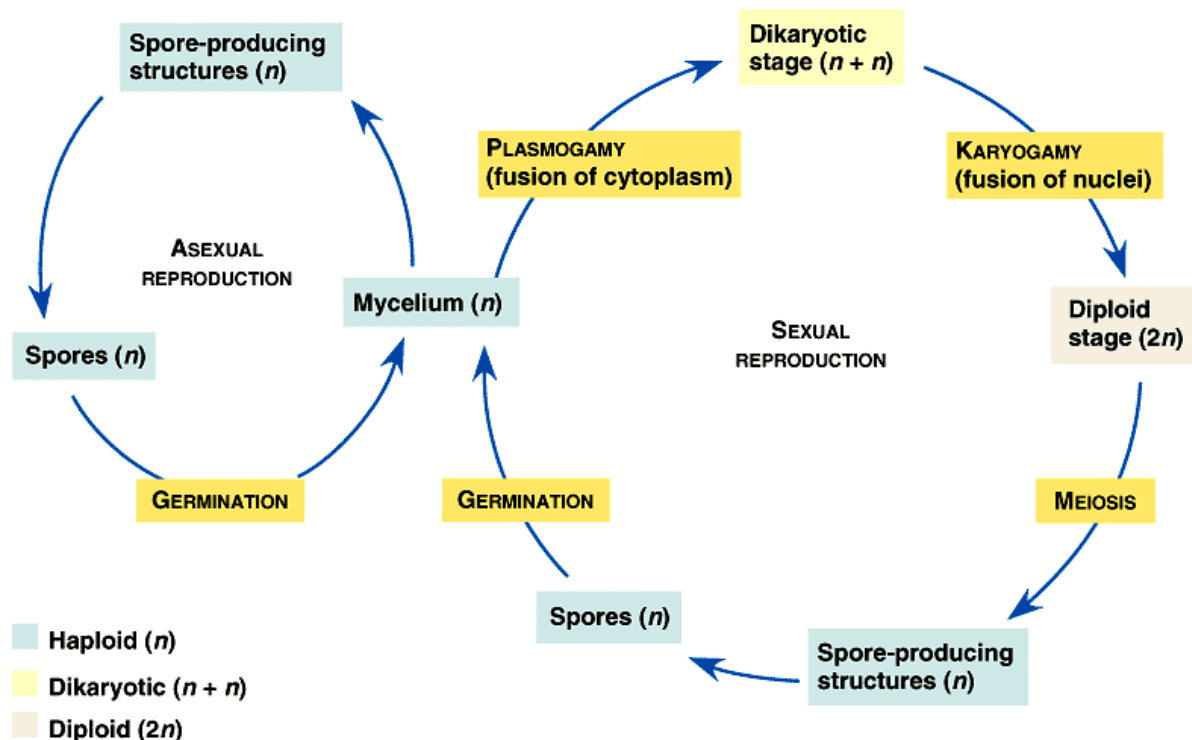 Spore-producing
structures (n)
Dikaryotic
stage (n + n)
PLASMOGAMY
(fusion of cytoplasm)
KARYOGAMY
(fusion of nuclei)
ASEXUAL
REPRODUCTION
Mycelium (n)
Diploid
stage (2n)
SEXUAL
REPRODUCTION
Spores (n)
GERMINATION
GERMINATION
MEIOSIS
Spores (n)
Spore-producing
structures (n)
Haploid (n)
Dikaryotic (n + n)
Diploid (2n)